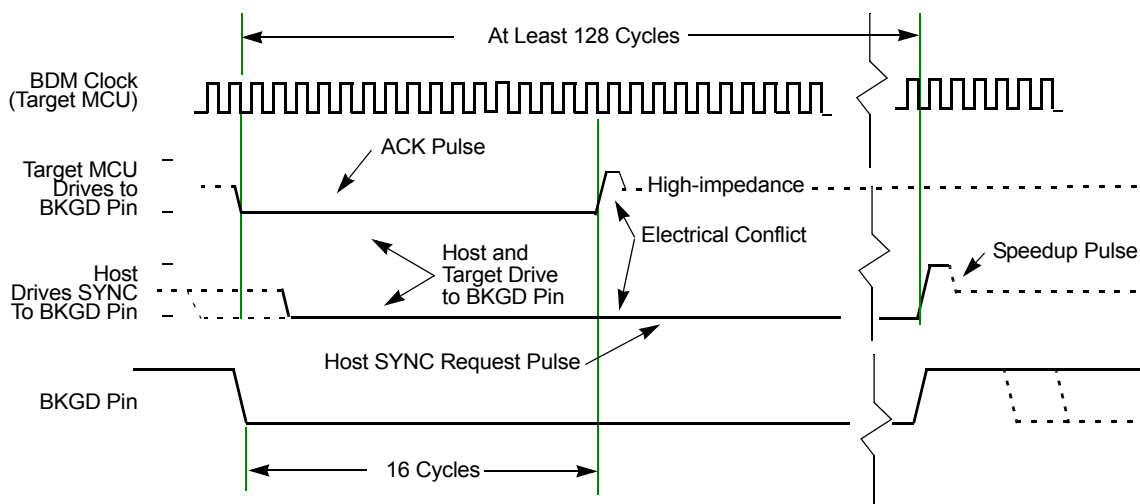 At Least 128 Cycles
BDM Clock
(Target MCU)
ACK Pulse
Target MCU
Drives to
BKGD Pin
High-impedance
Electrical Conflict
Host and
Target Drive
to BKGD Pin
Speedup Pulse
Host
Drives SYNC
To BKGD Pin
Host SYNC Request Pulse
BKGD Pin
16 Cycles